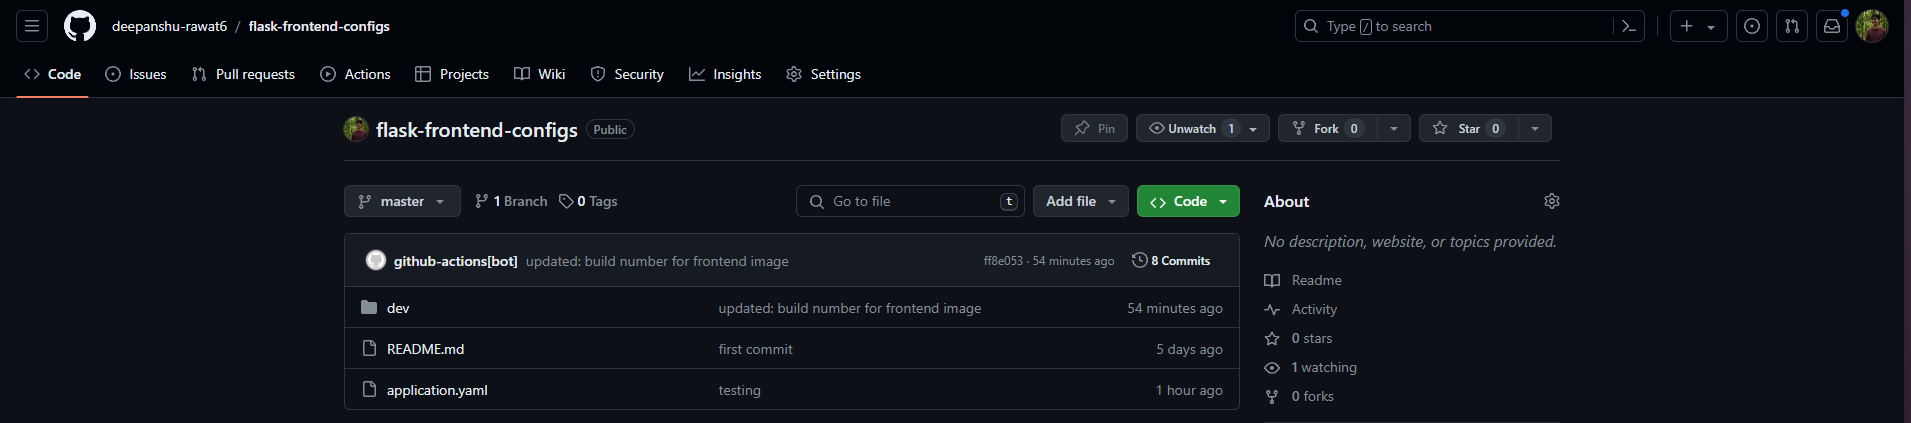 deepanshu-rawat6 / flask-frontend-configs
Type / to search
Code Issues Pull requests Actions Projects Wiki Security Insights Settings
flask-frontend-configs Public
Pin Unwatch 1 Fork 0 Star 0
master 1 Branch 0 Tags Go to file t Add file Code
github-actions[bot] updated: build number for frontend image ff8e053 · 54 minutes ago 8 Commits
dev updated: build number for frontend image 54 minutes ago
README.md first commit 5 days ago
application.yaml testing 1 hour ago
About
No description, website, or topics provided.
Readme
Activity
0 stars
1 watching
0 forks